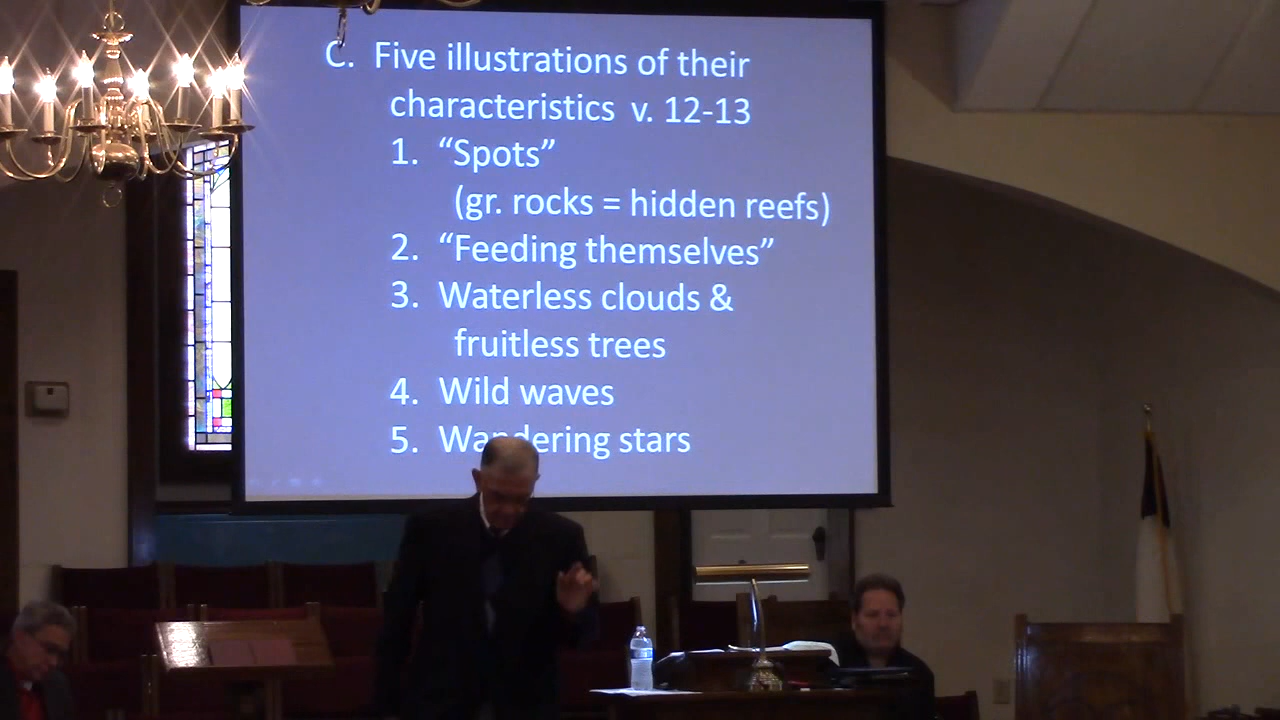 C. Five illustrations of their
characteristics v. 12-13
1. “Spots”
(gr. rocks = hidden reefs)
2. “Feeding themselves”
3. Waterless clouds &
fruitless trees
4. Wild waves
5. Wandering stars